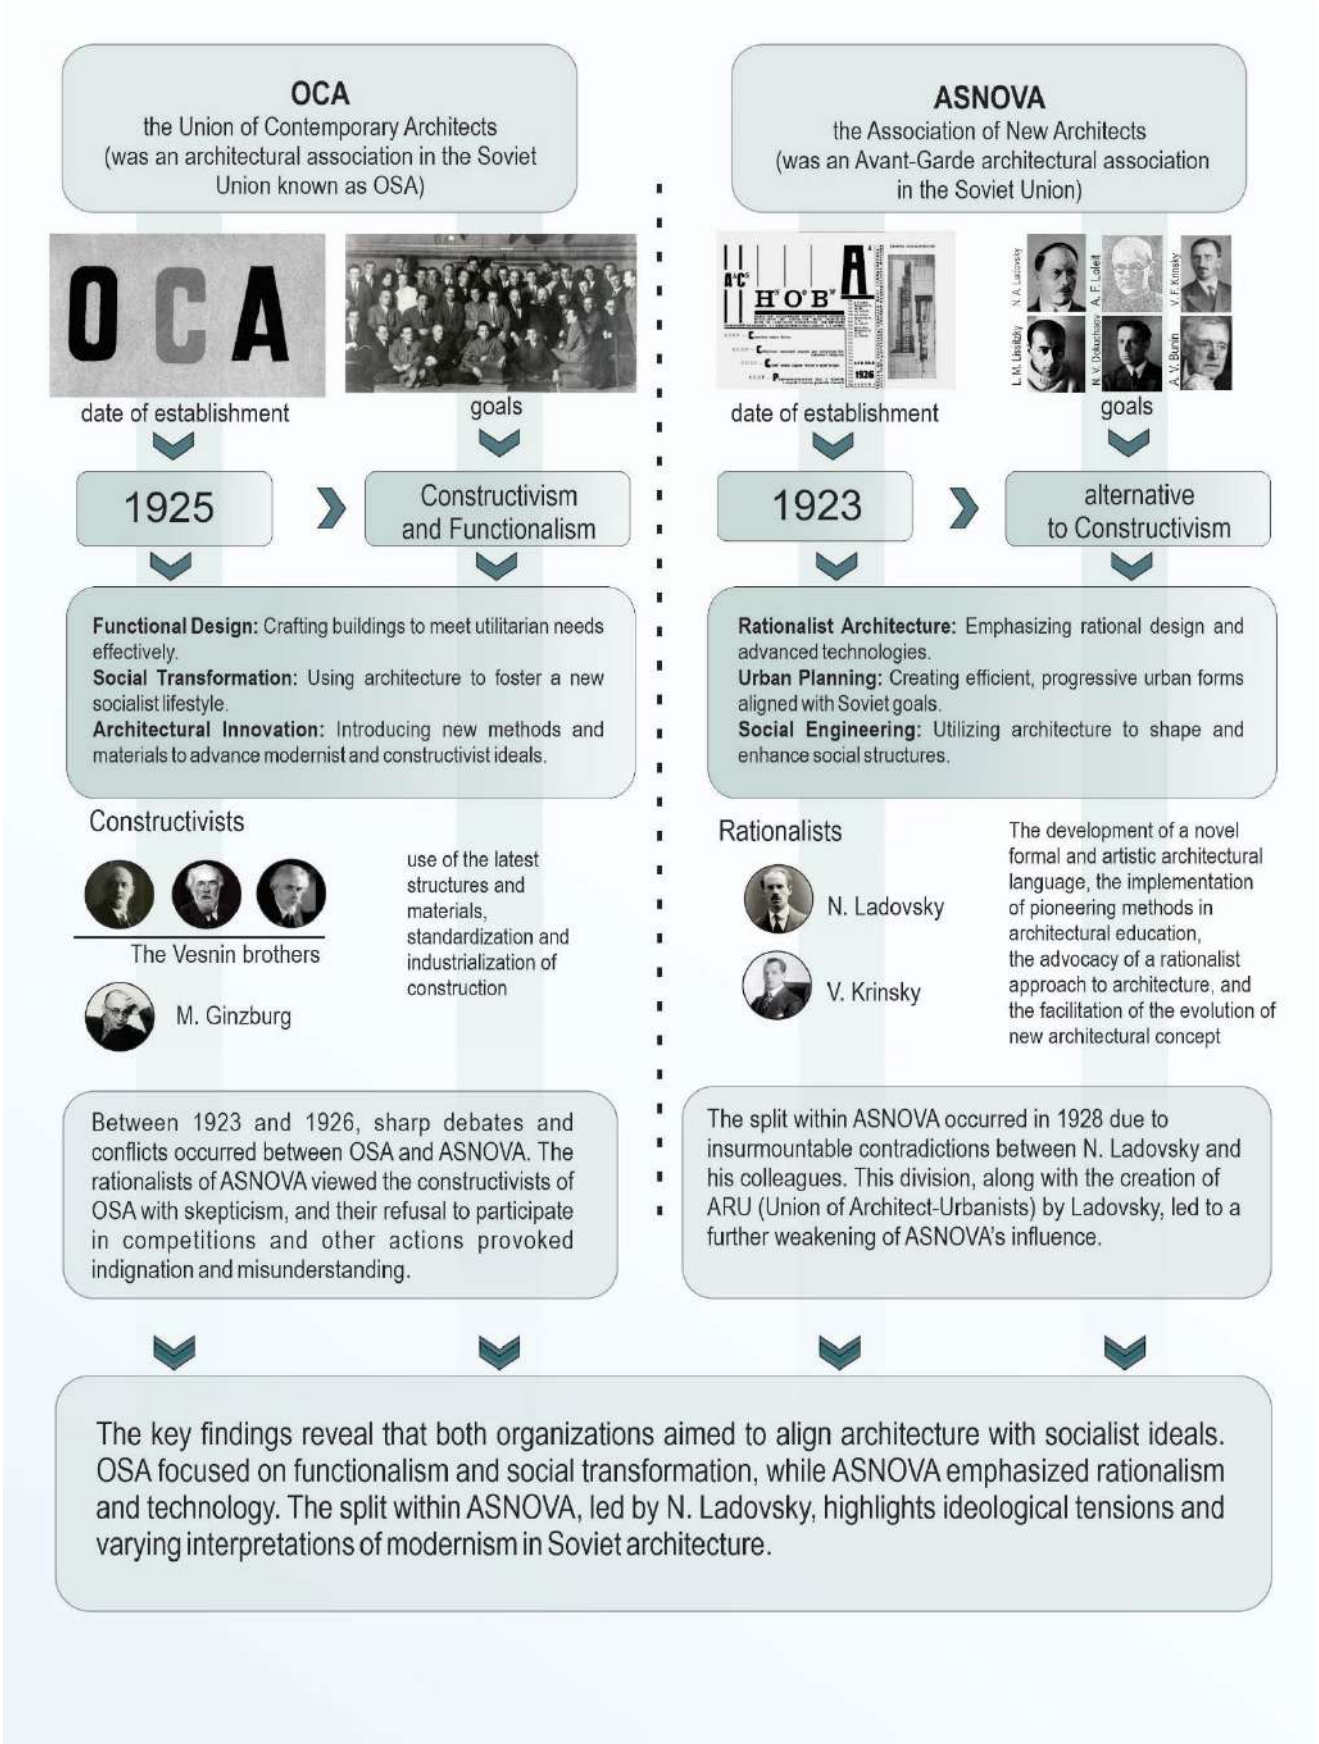 OCA
the Union of Contemporary Architects
(was an architectural association in the Soviet
Union known as OSA)
ОСА
date of establishment
goals
1925
Constructivism
and Functionalism
Functional Design: Crafting buildings to meet utilitarian needs
effectively.
Social Transformation: Using architecture to foster a new
socialist lifestyle.
Architectural Innovation: Introducing new methods and
materials to advance modernist and constructivist ideals.
Constructivists
The Vesnin brothers
M. Ginzburg
use of the latest
structures and
materials,
standardization and
industrialization of
construction
Between 1923 and 1926, sharp debates and
conflicts occurred between OSA and ASNOVA. The
rationalists of ASNOVA viewed the constructivists of
OSA with skepticism, and their refusal to participate
in competitions and other actions provoked
indignation and misunderstanding.
ASNOVA
the Association of New Architects
(was an Avant-Garde architectural association
in the Soviet Union)
АС
НОВ
А
1926
N. A. Ladovsky
A. F. Loleit
V. F. Krinsky
L. M. Lissitzky
N. V. Dokuchaev
A. V. Bunin
date of establishment
goals
1923
alternative
to Constructivism
Rationalist Architecture: Emphasizing rational design and
advanced technologies.
Urban Planning: Creating efficient, progressive urban forms
aligned with Soviet goals.
Social Engineering: Utilizing architecture to shape and
enhance social structures.
Rationalists
N. Ladovsky
V. Krinsky
The development of a novel
formal and artistic architectural
language, the implementation
of pioneering methods in
architectural education,
the advocacy of a rationalist
approach to architecture, and
the facilitation of the evolution of
new architectural concept
The split within ASNOVA occurred in 1928 due to
insurmountable contradictions between N. Ladovsky and
his colleagues. This division, along with the creation of
ARU (Union of Architect-Urbanists) by Ladovsky, led to a
further weakening of ASNOVA's influence.
The key findings reveal that both organizations aimed to align architecture with socialist ideals.
OSA focused on functionalism and social transformation, while ASNOVA emphasized rationalism
and technology. The split within ASNOVA, led by N. Ladovsky, highlights ideological tensions and
varying interpretations of modernism in Soviet architecture.